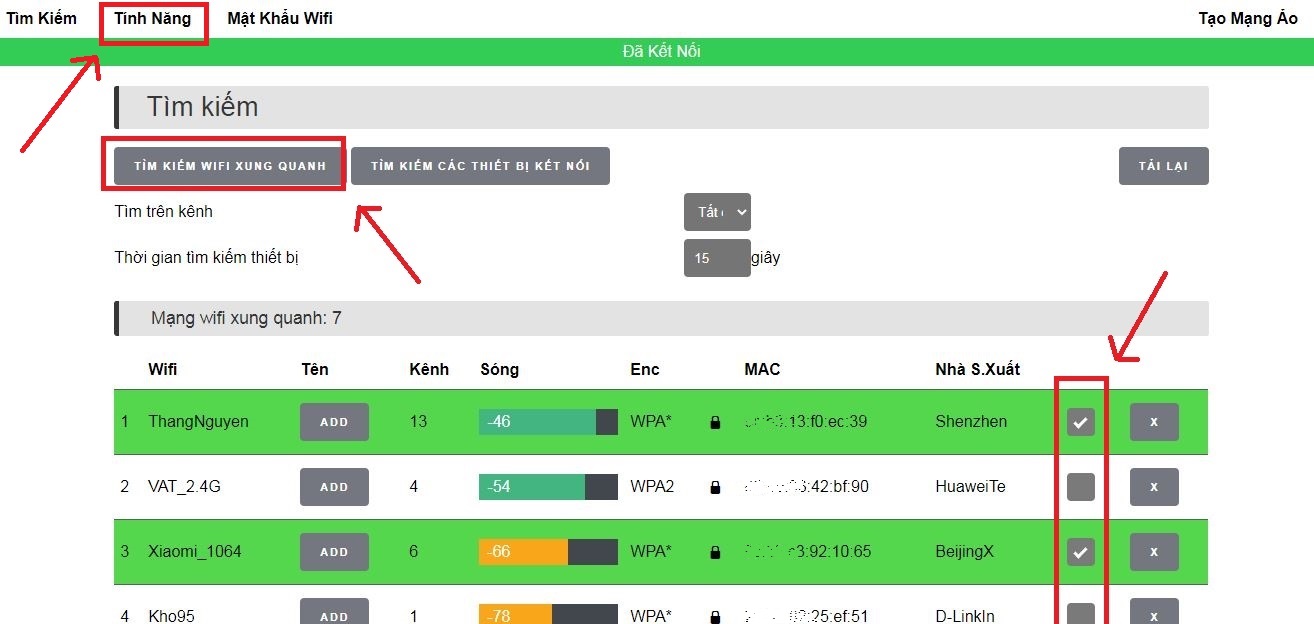 Tìm Kiếm Tính Năng Mật Khẩu Wifi Tạo Mạng Ảo
Đã Kết Nối
Tìm kiếm
TÌM KIẾM WIFI XUNG QUANH TÌM KIẾM CÁC THIẾT BỊ KẾT NỐI TẢI LẠI
Tìm trên kênh Tất
Thời gian tìm kiếm thiết bị 15 giây
Mạng wifi xung quanh: 7
Wifi Tên Kênh Sóng Enc MAC Nhà S.Xuất
1 ThangNguyen ADD 13 -46 WPA* 13:f0:ec:39 Shenzhen X
2 VAT_2.4G ADD 4 -54 WPA2 :42:bf:90 HuaweiTe X
3 Xiaomi_1064 ADD 6 -66 WPA* 3:92:10:65 BeijingX X
4 Kho95 ADD 1 -78 WPA* :25:ef:51 D-LinkIn X